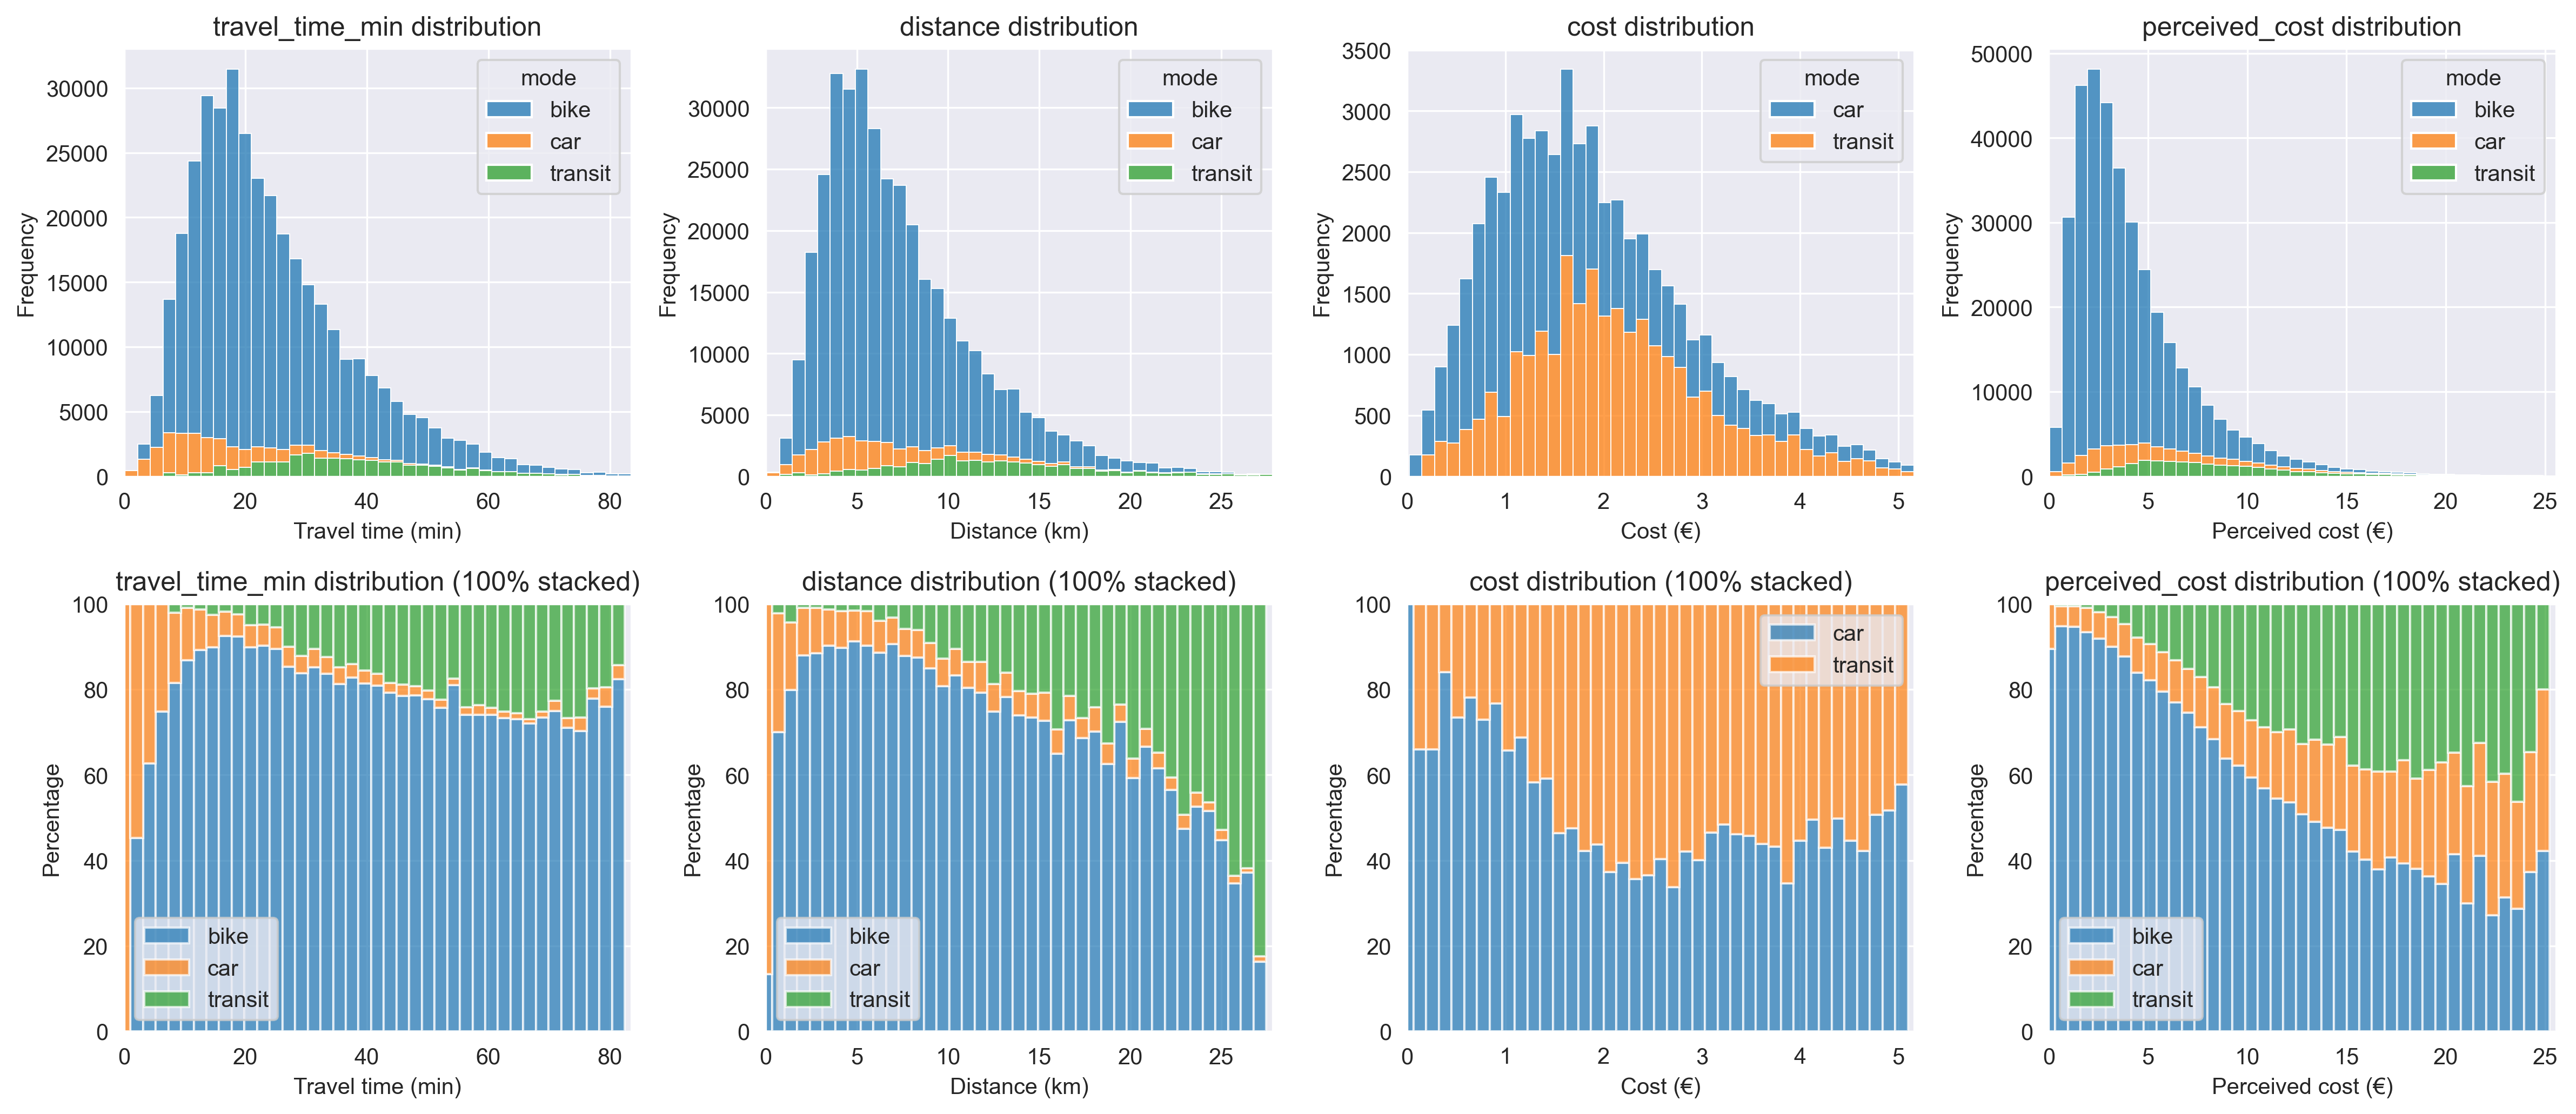 travel_time_min distribution
Frequency
30000
25000
20000
15000
10000
5000
0
0 20 40 60 80
Travel time (min)
mode
bike
car
transit
distance distribution
Frequency
30000
25000
20000
15000
10000
5000
0
0 5 10 15 20 25
Distance (km)
mode
bike
car
transit
cost distribution
Frequency
3500
3000
2500
2000
1500
1000
500
0
0 1 2 3 4 5
Cost (€)
mode
car
transit
perceived_cost distribution
Frequency
50000
40000
30000
20000
10000
0
0 5 10 15 20 25
Perceived cost (€)
mode
bike
car
transit
travel_time_min distribution (100% stacked)
Percentage
100
80
60
40
20
0
0 20 40 60 80
Travel time (min)
bike
car
transit
distance distribution (100% stacked)
Percentage
100
80
60
40
20
0
0 5 10 15 20 25
Distance (km)
bike
car
transit
cost distribution (100% stacked)
Percentage
100
80
60
40
20
0
0 1 2 3 4 5
Cost (€)
car
transit
perceived_cost distribution (100% stacked)
Percentage
100
80
60
40
20
0
0 5 10 15 20 25
Perceived cost (€)
bike
car
transit